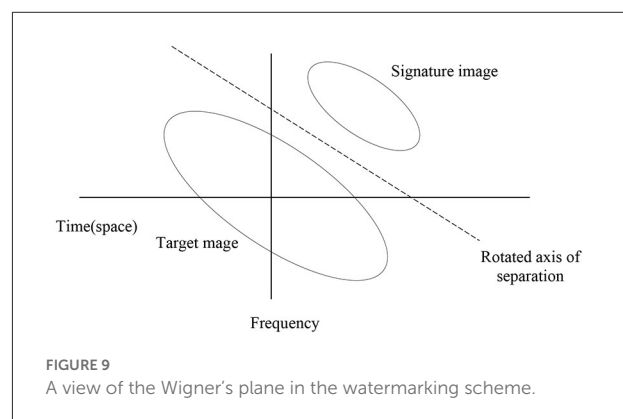 Signature image
Time(space)
Target mage
Rotated axis of
separation
Frequency
FIGURE 9
A view of the Wigner's plane in the watermarking scheme.